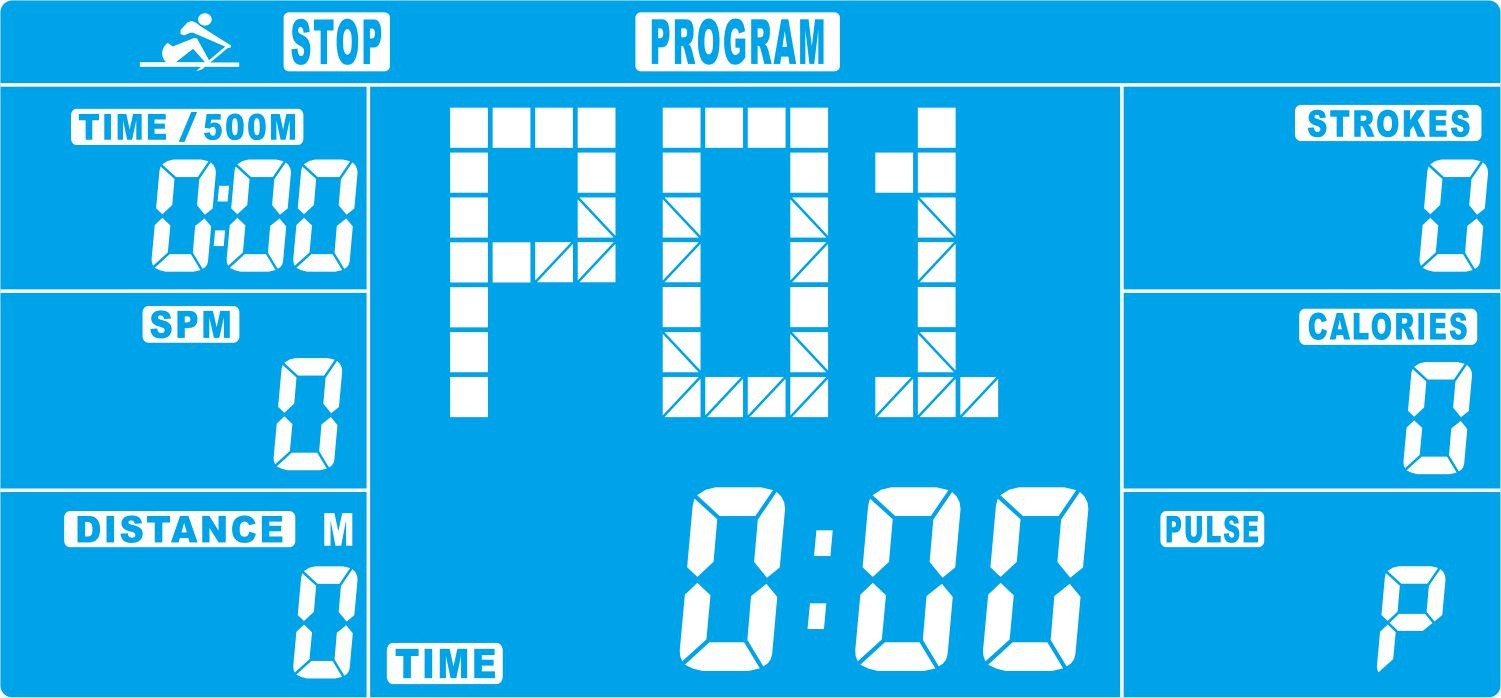 STOP PROGRAM
TIME / 500M
0:00
SPM
0
DISTANCE M
0
P01
TIME 0:00
STROKES
0
CALORIES
0
PULSE
P